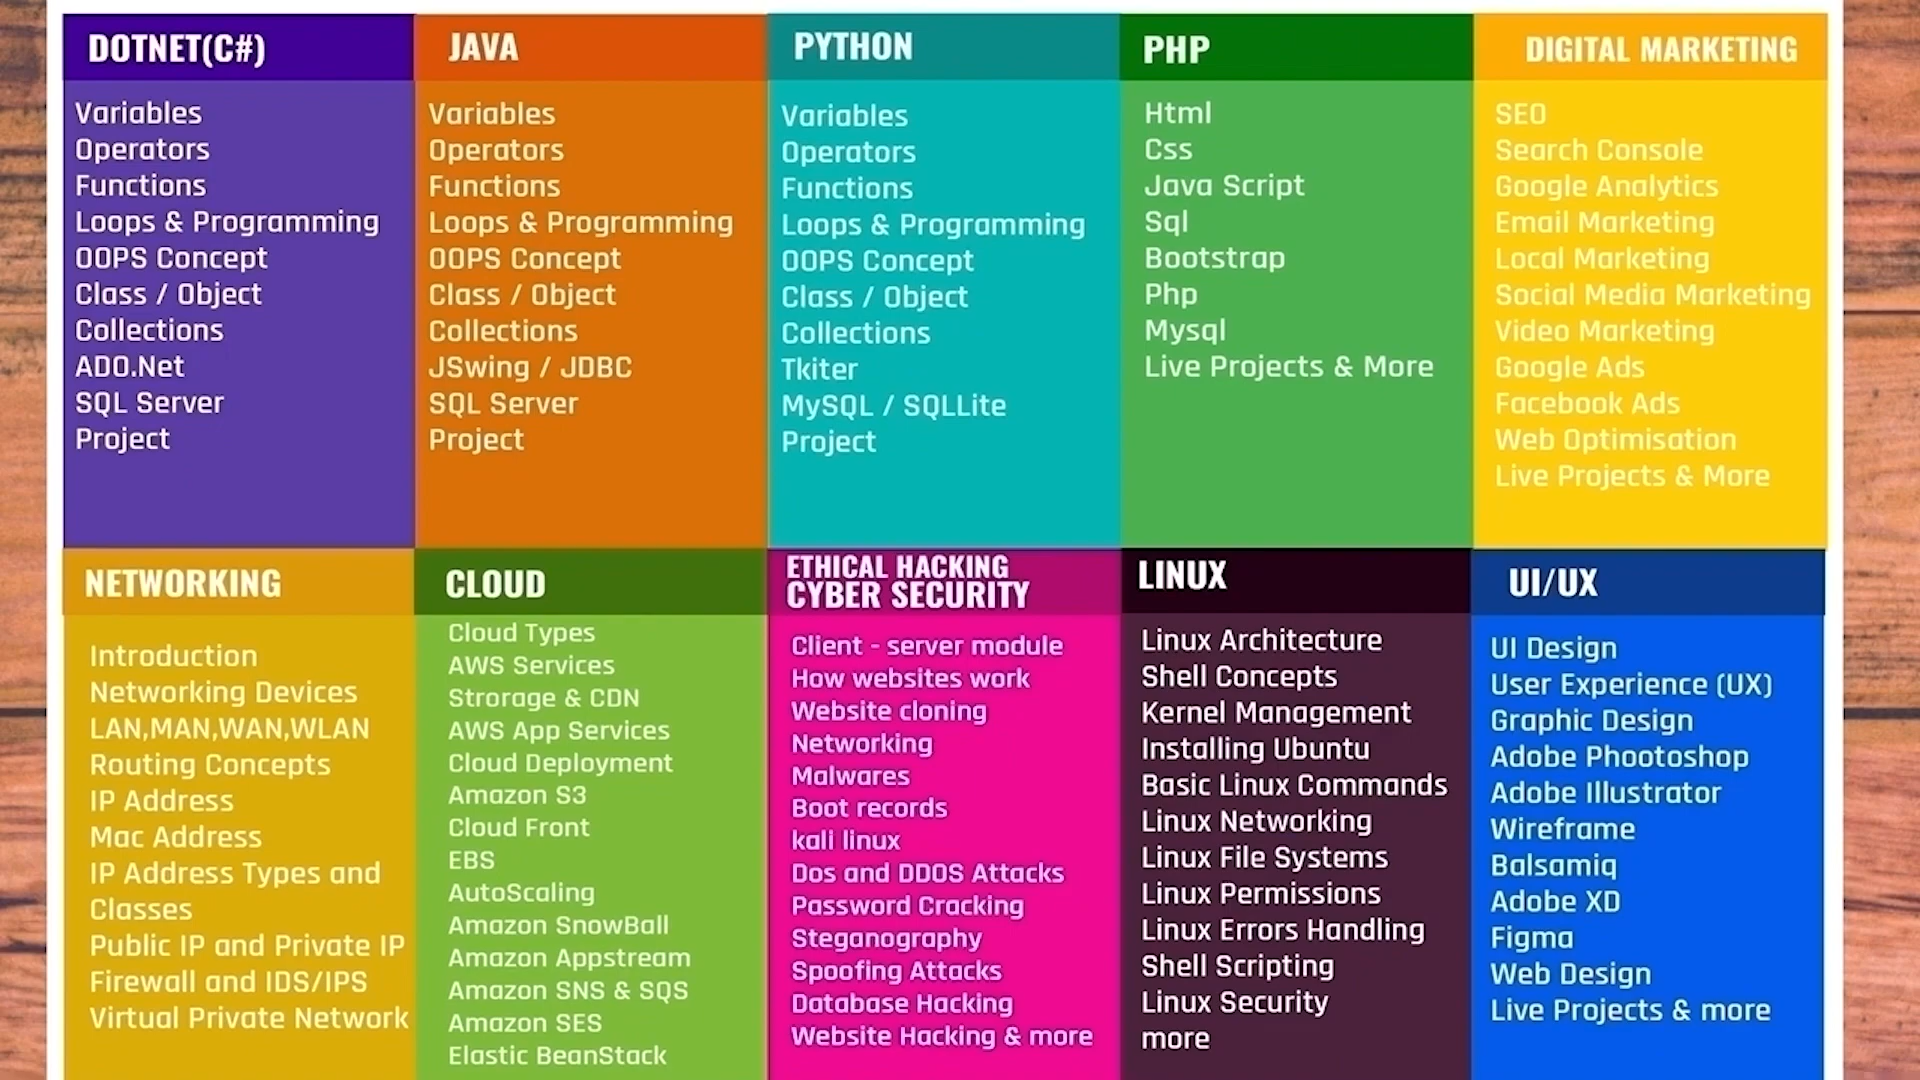 DOTNET(C#)
Variables
Operators
Functions
Loops & Programming
OOPS Concept
Class / Object
Collections
ADO.Net
SQL Server
Project
JAVA
Variables
Operators
Functions
Loops & Programming
OOPS Concept
Class / Object
Collections
JSwing / JDBC
SQL Server
Project
PYTHON
Variables
Operators
Functions
Loops & Programming
OOPS Concept
Class / Object
Collections
Tkiter
MySQL / SQLLite
Project
PHP
Html
Css
Java Script
Sql
Bootstrap
Php
Mysql
Live Projects & More
DIGITAL MARKETING
SEO
Search Console
Google Analytics
Email Marketing
Local Marketing
Social Media Marketing
Video Marketing
Google Ads
Facebook Ads
Web Optimisation
Live Projects & More
NETWORKING
Introduction
Networking Devices
LAN,MAN,WAN,WLAN
Routing Concepts
IP Address
Mac Address
IP Address Types and
Classes
Public IP and Private IP
Firewall and IDS/IPS
Virtual Private Network
CLOUD
Cloud Types
AWS Services
Strorage & CDN
AWS App Services
Cloud Deployment
Amazon S3
Cloud Front
EBS
AutoScaling
Amazon SnowBall
Amazon Appstream
Amazon SNS & SQS
Amazon SES
Elastic BeanStack
ETHICAL HACKING
CYBER SECURITY
Client - server module
How websites work
Website cloning
Networking
Malwares
Boot records
kali linux
Dos and DDOS Attacks
Password Cracking
Steganography
Spoofing Attacks
Database Hacking
Website Hacking & more
LINUX
Linux Architecture
Shell Concepts
Kernel Management
Installing Ubuntu
Basic Linux Commands
Linux Networking
Linux File Systems
Linux Permissions
Linux Errors Handling
Shell Scripting
Linux Security
more
UI/UX
UI Design
User Experience (UX)
Graphic Design
Adobe Phootoshop
Adobe Illustrator
Wireframe
Balsamiq
Adobe XD
Figma
Web Design
Live Projects & more